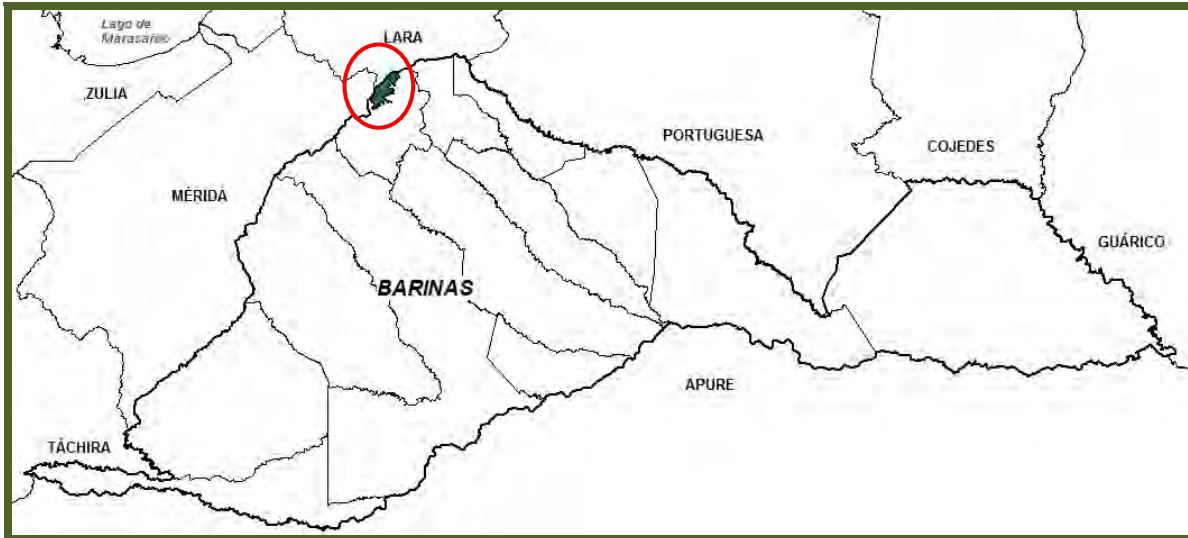 Lago de
Maracaibo
LARA
ZULIA
PORTUGUESA
COJEDES
MÉRIDA
GUÁRICO
BARINAS
APURE
TÁCHIRA